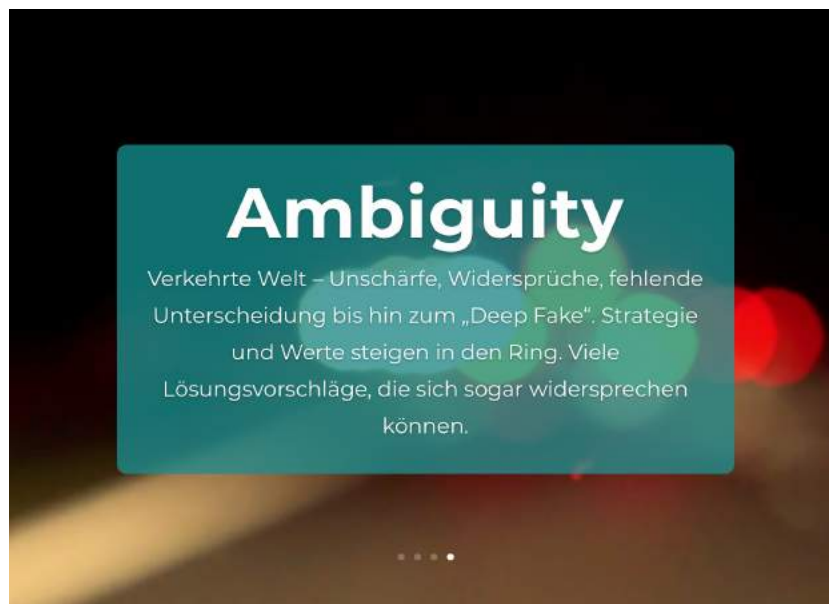 Ambiguity
Verkehrte Welt – Unschärfe, Widersprüche, fehlende
Unterscheidung bis hin zum „Deep Fake“. Strategie
und Werte steigen in den Ring. Viele
Lösungsvorschläge, die sich sogar widersprechen
können.